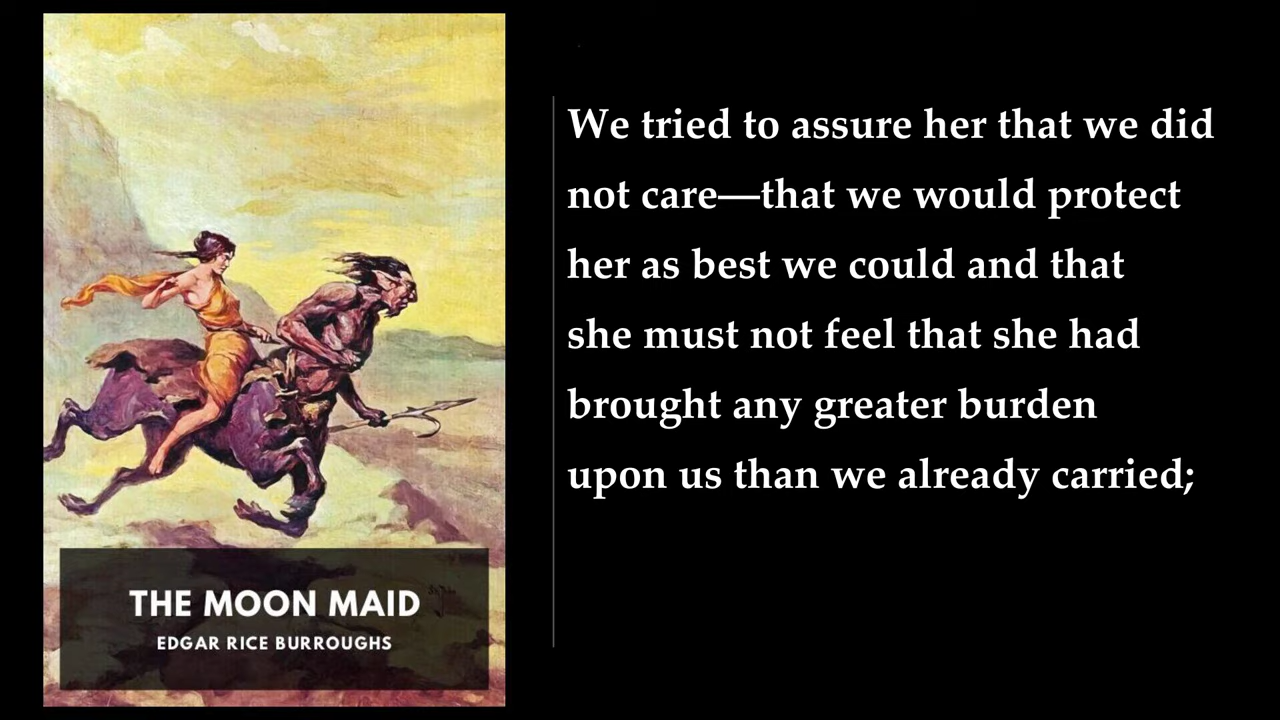 We tried to assure her that we did
not care—that we would protect
her as best we could and that
she must not feel that she had
brought any greater burden
upon us than we already carried;
THE MOON MAID
EDGAR RICE BURROUGHS